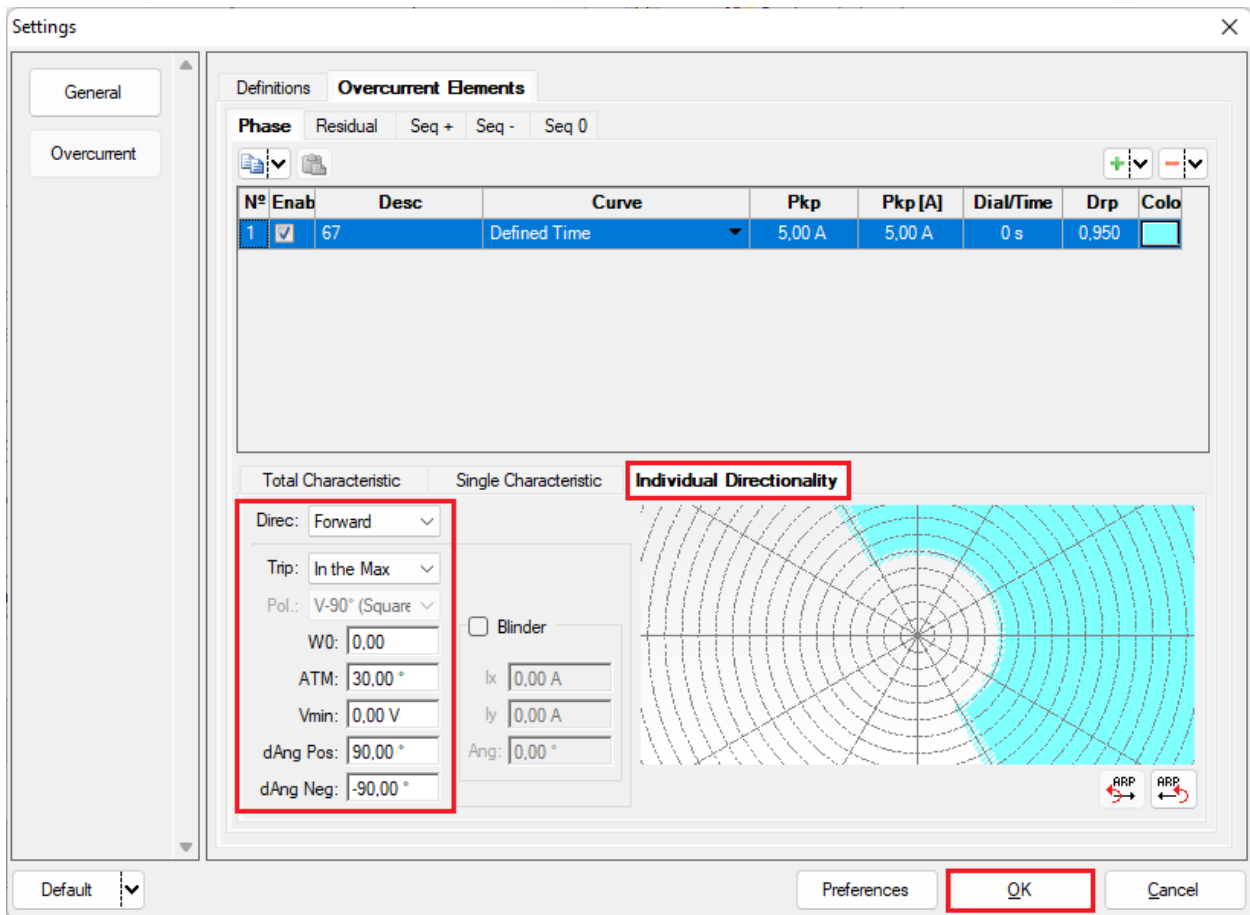 Settings
General
Overcurrent
Definitions Overcurrent Elements
Phase Residual Seq + Seq - Seq 0
Nº Enab Desc Curve Pkp Pkp [A] Dial/Time Drp Colo
1 67 Defined Time 5,00 A 5,00 A 0 s 0,950
Total Characteristic Single Characteristic Individual Directionality
Direc: Forward
Trip: In the Max
Pol.: V-90° (Square
W0: 0,00
ATM: 30,00 °
Vmin: 0,00 V
dAng Pos: 90,00 °
dAng Neg: -90,00 °
Blinder
Ix 0,00 A
Iy 0,00 A
Ang: 0,00 °
ARP ARP
Default Preferences OK Cancel